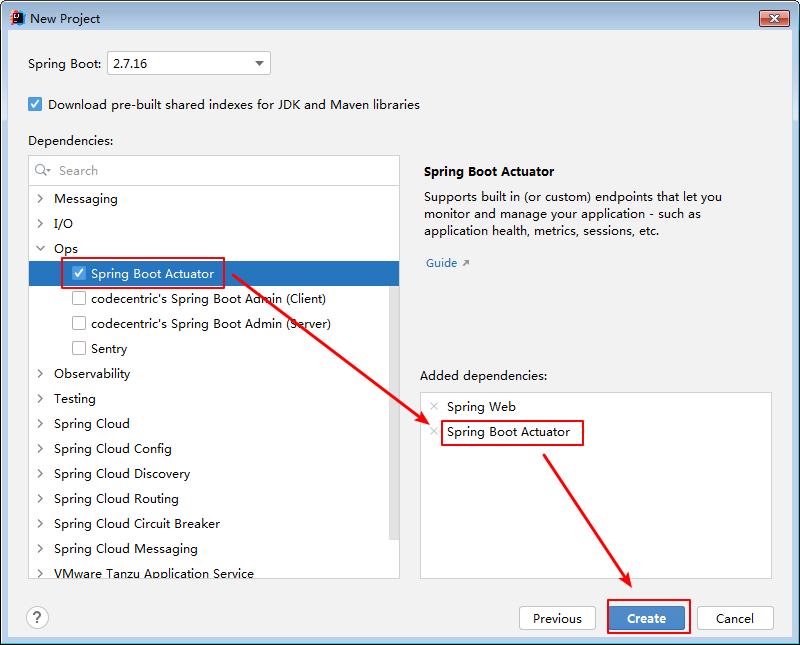 New Project
Spring Boot: 2.7.16
Download pre-built shared indexes for JDK and Maven libraries
Dependencies:
Search
Messaging
I/O
Ops
Spring Boot Actuator
codecentric's Spring Boot Admin (Client)
codecentric's Spring Boot Admin (Server)
Sentry
Observability
Testing
Spring Cloud
Spring Cloud Config
Spring Cloud Discovery
Spring Cloud Routing
Spring Cloud Circuit Breaker
Spring Cloud Messaging
VMware Tanzu Application Service
Spring Boot Actuator
Supports built in (or custom) endpoints that let you
monitor and manage your application - such as
application health, metrics, sessions, etc.
Guide
Added dependencies:
Spring Web
Spring Boot Actuator
?
Previous
Create
Cancel